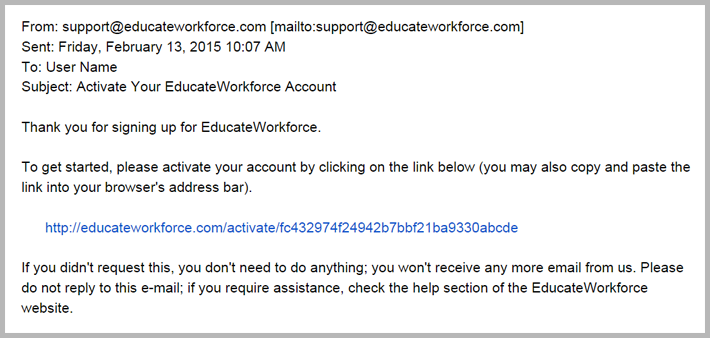 From: support@educateworkforce.com [mailto:support@educateworkforce.com]
Sent: Friday, February 13, 2015 10:07 AM
To: User Name
Subject: Activate Your EducateWorkforce Account
Thank you for signing up for EducateWorkforce.
To get started, please activate your account by clicking on the link below (you may also copy and paste the
link into your browser's address bar).
http://educateworkforce.com/activate/fc432974f24942b7bbf21ba9330abcde
If you didn't request this, you don't need to do anything; you won't receive any more email from us. Please
do not reply to this e-mail; if you require assistance, check the help section of the EducateWorkforce
website.